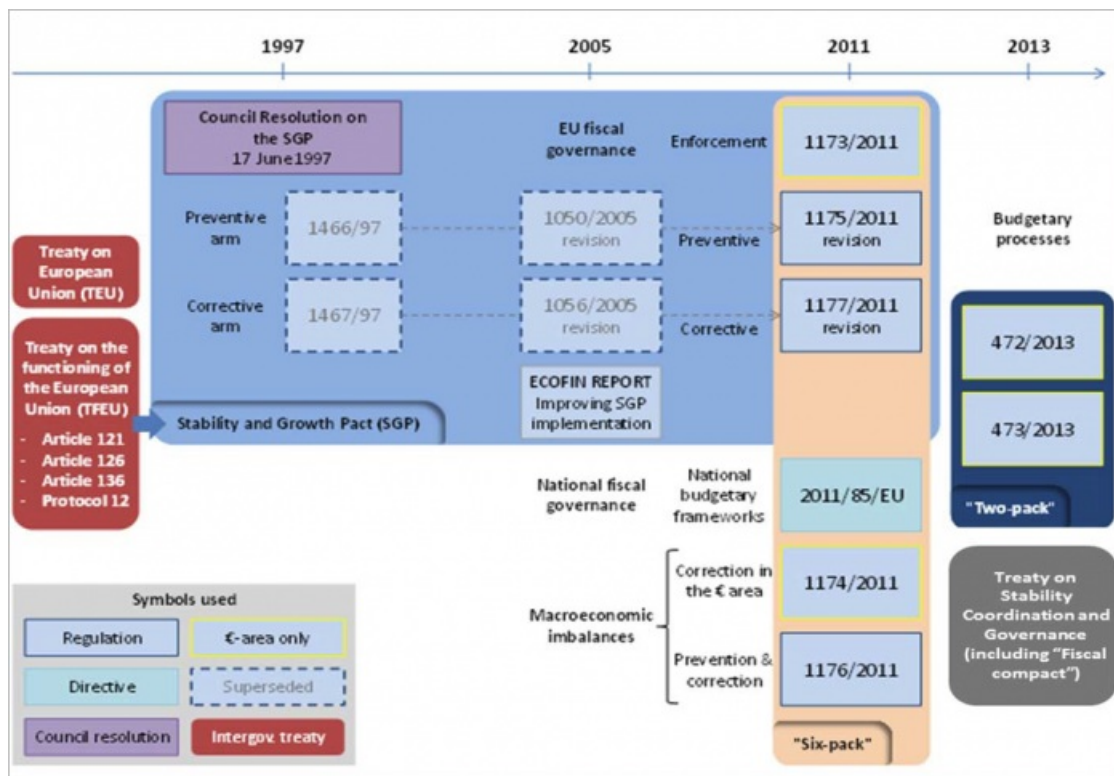 1997
2005
2011
2013
Council Resolution on
the SGP
17 June1997
EU fiscal
governance
Enforcement
1173/2011
Preventive
arm
1466/97
1050/2005
revision
Preventive
1175/2011
revision
Budgetary
processes
Treaty on
European
Union (TEU)
Corrective
arm
1467/97
1056/2005
revision
Corrective
1177/2011
revision
472/2013
Treaty on the
functioning of
the European
Union (TFEU)
- Article 121
- Article 126
- Article 136
- Protocol 12
ECOFIN REPORT
Improving SGP
implementation
Stability and Growth Pact (SGP)
473/2013
National fiscal
governance
National
budgetary
frameworks
2011/85/EU
"Two-pack"
Macroeconomic
imbalances
Correction in
the € area
1174/2011
Prevention &
correction
1176/2011
Treaty on
Stability
Coordination and
Governance
(including "Fiscal
compact")
"Six-pack"
Symbols used
Regulation
€-area only
Directive
Superseded
Council resolution
Intergov. treaty